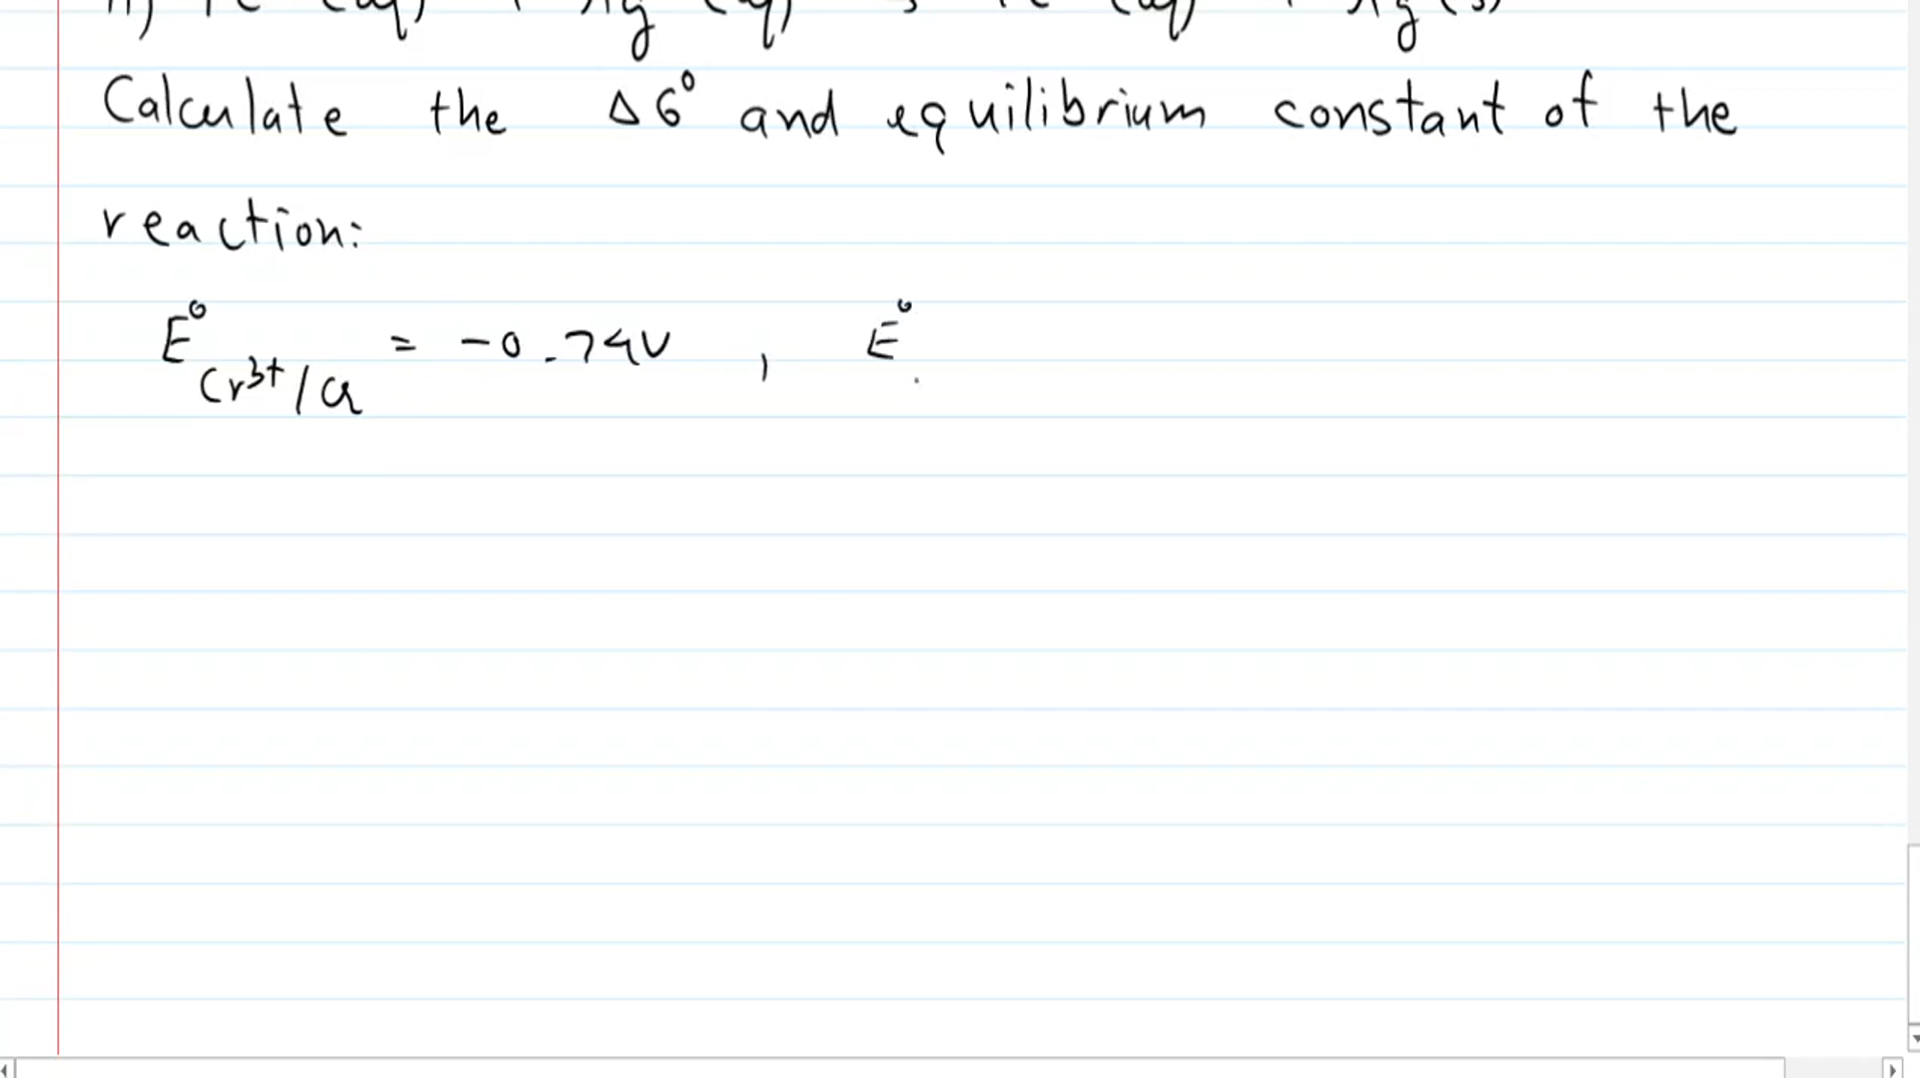 Calculate the ΔG° and equilibrium constant of the
reaction:
E°Cr³⁺/Cr = -0.74V , E°